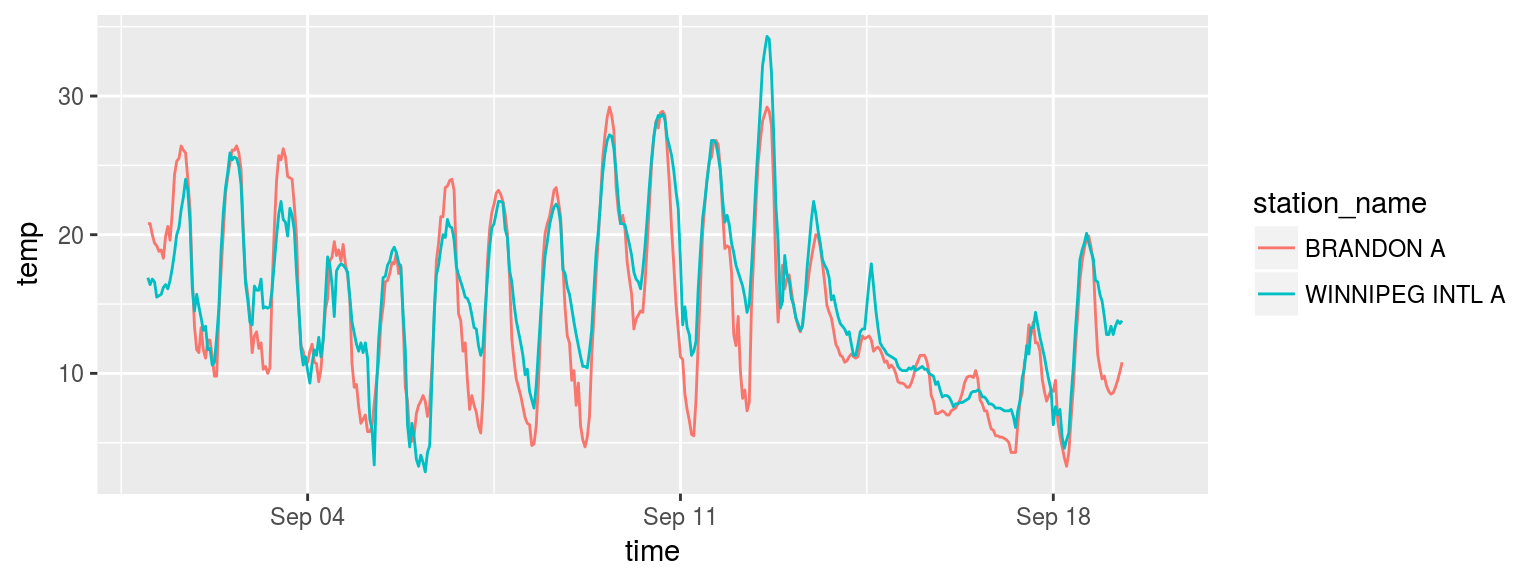 temp
30
20
10
Sep 04
Sep 11
Sep 18
time
station_name
BRANDON A
WINNIPEG INTL A